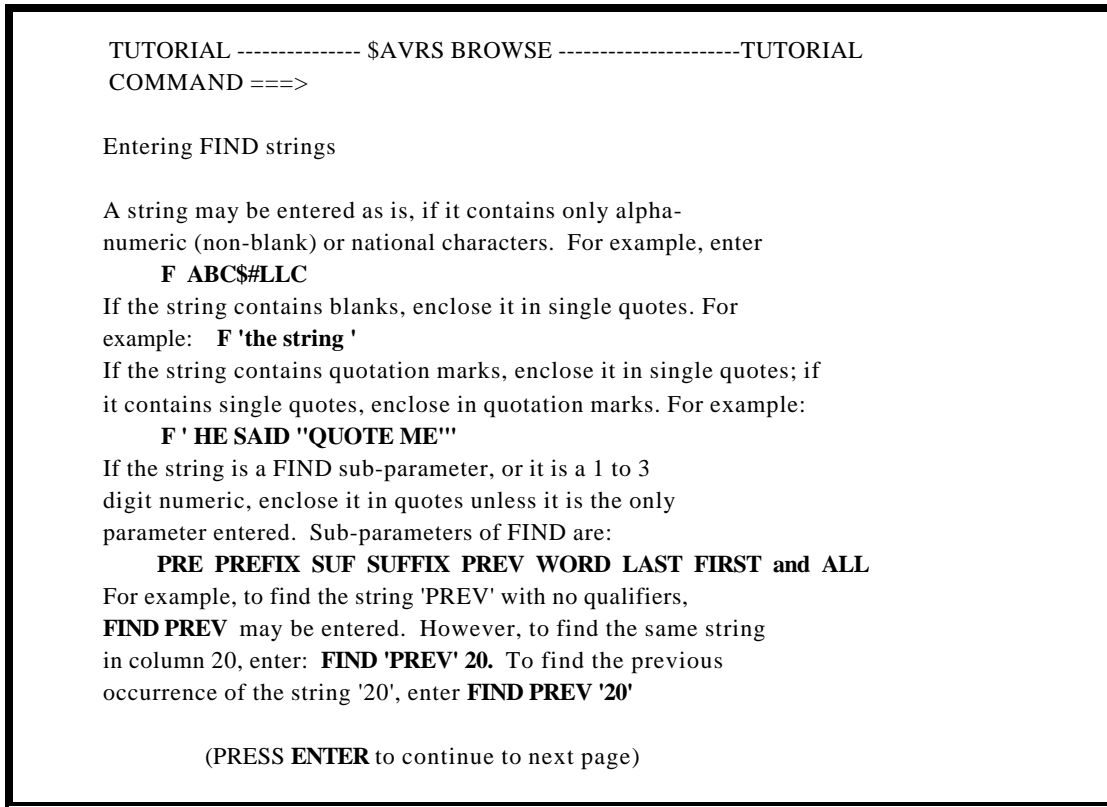 TUTORIAL --------------- $AVRS BROWSE ----------------------TUTORIAL
COMMAND ===>
Entering FIND strings
A string may be entered as is, if it contains only alpha-
numeric (non-blank) or national characters. For example, enter
F ABC$#LLC
If the string contains blanks, enclose it in single quotes. For
example: F 'the string '
If the string contains quotation marks, enclose it in single quotes; if
it contains single quotes, enclose in quotation marks. For example:
F ' HE SAID "QUOTE ME"'
If the string is a FIND sub-parameter, or it is a 1 to 3
digit numeric, enclose it in quotes unless it is the only
parameter entered. Sub-parameters of FIND are:
PRE PREFIX SUF SUFFIX PREV WORD LAST FIRST and ALL
For example, to find the string 'PREV' with no qualifiers,
FIND PREV may be entered. However, to find the same string
in column 20, enter: FIND 'PREV' 20. To find the previous
occurrence of the string '20', enter FIND PREV '20'
(PRESS ENTER to continue to next page)